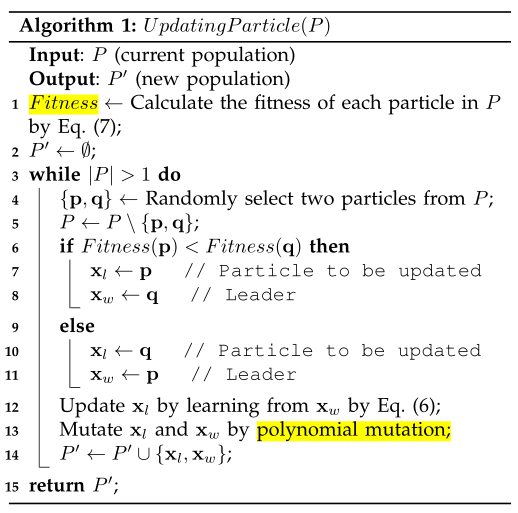 Algorithm 1: UpdatingParticle(P)
Input: P (current population)
Output: P′ (new population)
1 Fitness ← Calculate the fitness of each particle in P
by Eq. (7);
2 P′ ← ∅;
3 while |P| > 1 do
4 {p, q} ← Randomly select two particles from P;
5 P ← P \ {p, q};
6 if Fitness(p) < Fitness(q) then
7 x_l ← p // Particle to be updated
8 x_w ← q // Leader
9 else
10 x_l ← q // Particle to be updated
11 x_w ← p // Leader
12 Update x_l by learning from x_w by Eq. (6);
13 Mutate x_l and x_w by polynomial mutation;
14 P′ ← P′ ∪ {x_l, x_w};
15 return P′;